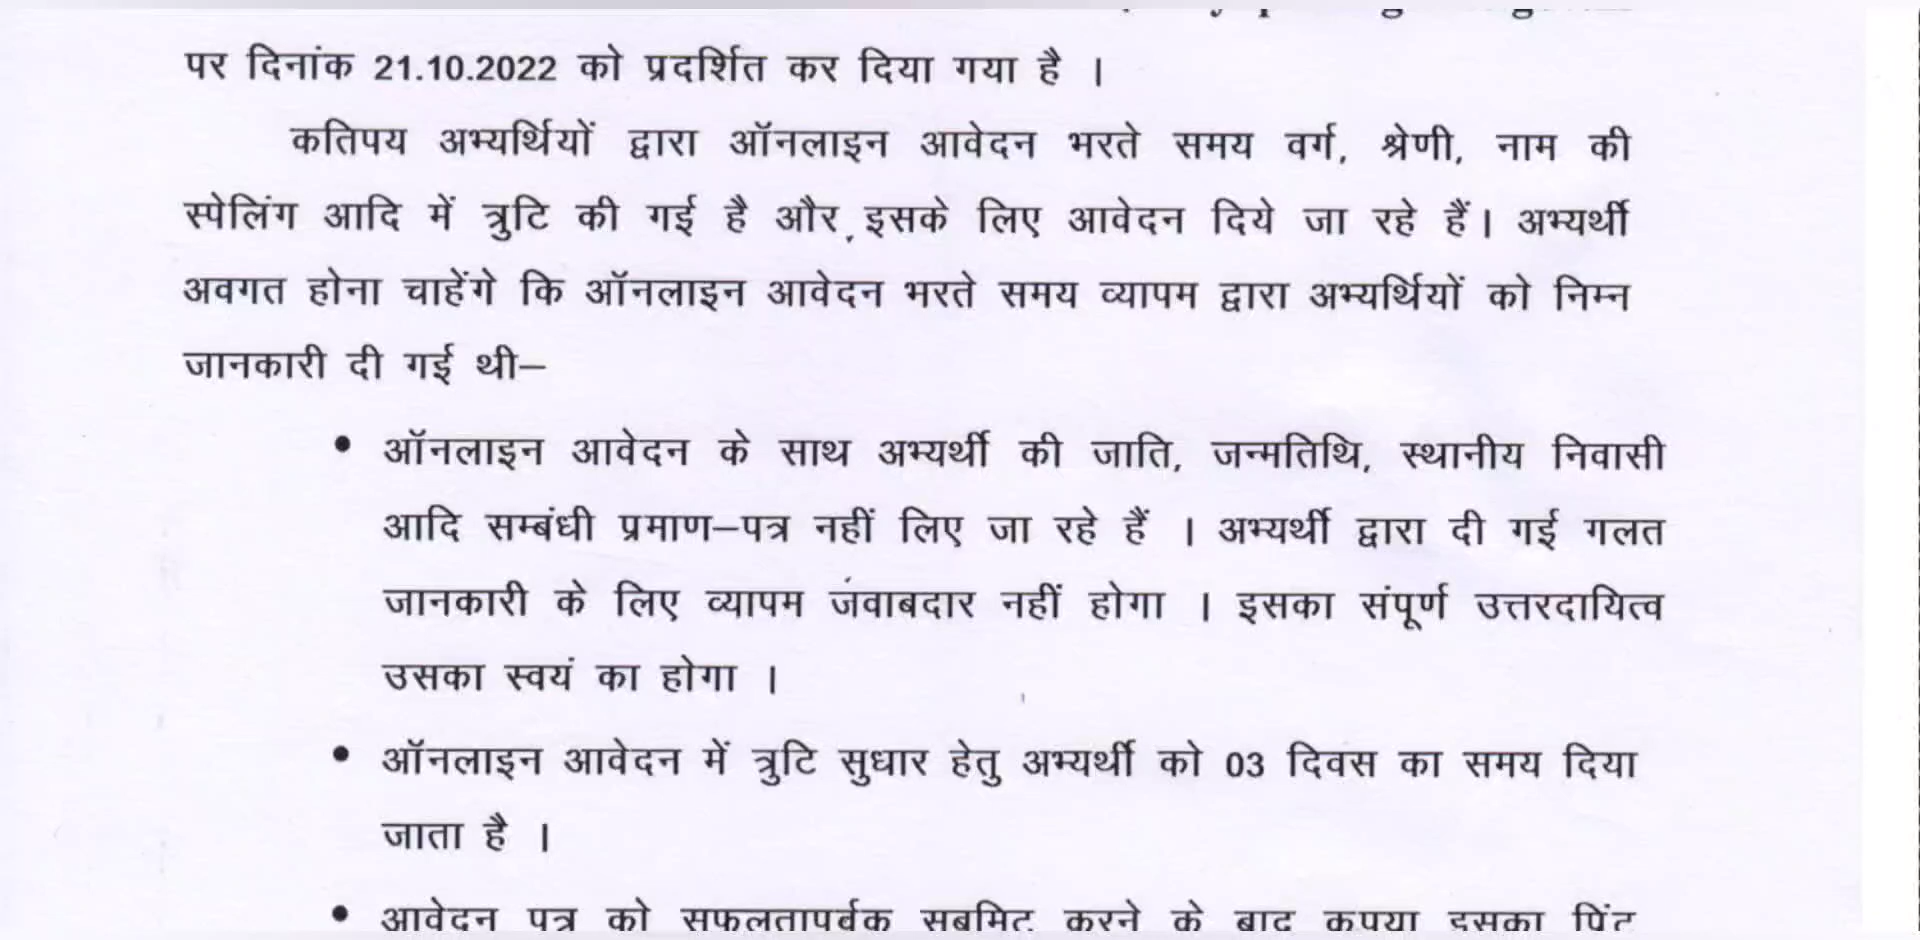 पर दिनांक 21.10.2022 को प्रदर्शित कर दिया गया है ।
कतिपय अभ्यर्थियों द्वारा ऑनलाइन आवेदन भरते समय वर्ग, श्रेणी, नाम की
स्पेलिंग आदि में त्रुटि की गई है और इसके लिए आवेदन दिये जा रहे हैं। अभ्यर्थी
अवगत होना चाहेंगे कि ऑनलाइन आवेदन भरते समय व्यापम द्वारा अभ्यर्थियों को निम्न
जानकारी दी गई थी–
• ऑनलाइन आवेदन के साथ अभ्यर्थी की जाति, जन्मतिथि, स्थानीय निवासी
आदि सम्बंधी प्रमाण–पत्र नहीं लिए जा रहे हैं । अभ्यर्थी द्वारा दी गई गलत
जानकारी के लिए व्यापम जवाबदार नहीं होगा । इसका संपूर्ण उत्तरदायित्व
उसका स्वयं का होगा ।
• ऑनलाइन आवेदन में त्रुटि सुधार हेतु अभ्यर्थी को 03 दिवस का समय दिया
जाता है ।
• आवेदन पत्र को सफलतापूर्वक सबमिट करने के बाद कृपया इसका प्रिंट